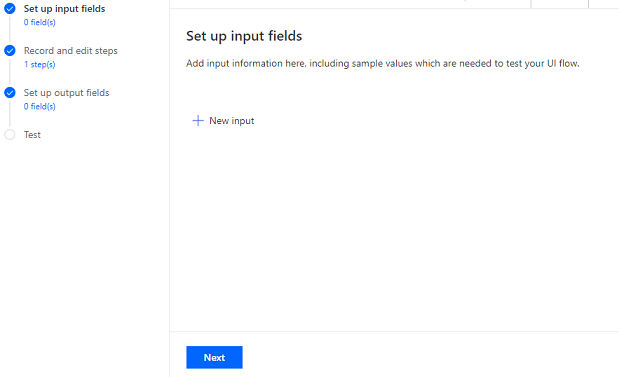 Set up input fields
0 field(s)
Record and edit steps
1 step(s)
Set up output fields
0 field(s)
Test
Set up input fields
Add input information here, including sample values which are needed to test your UI flow.
New input
Next